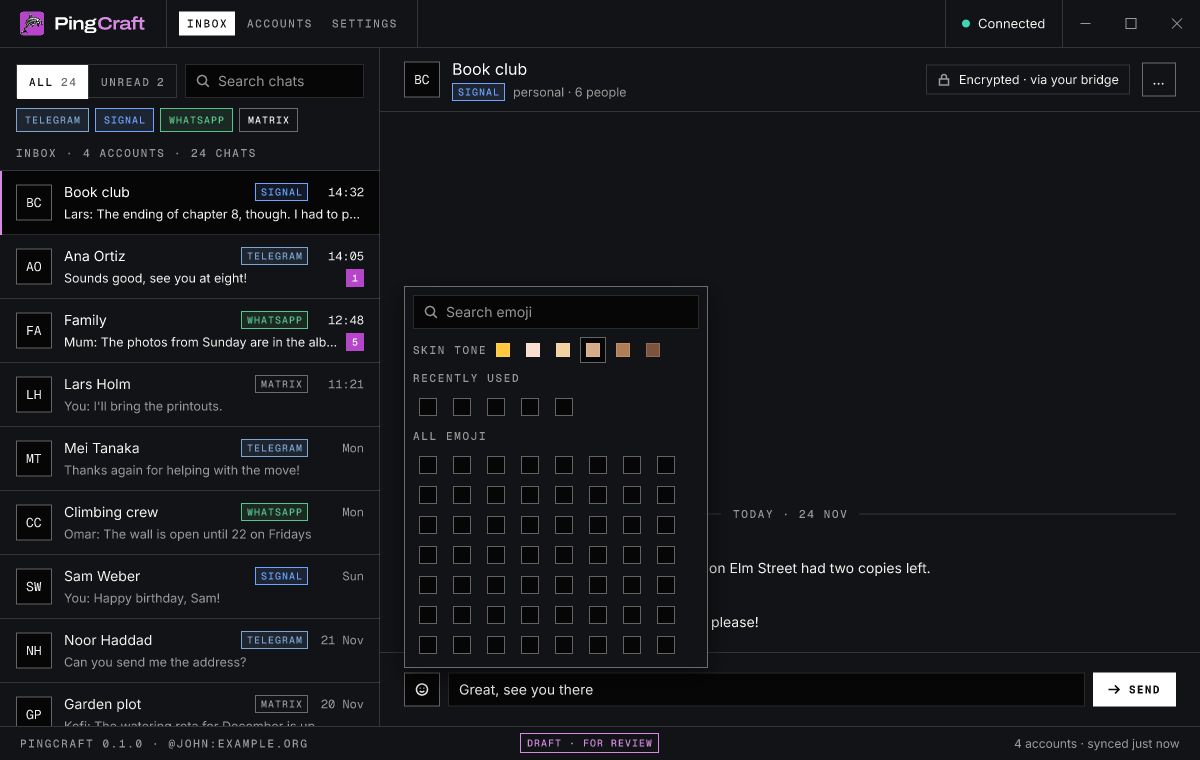 PingCraft
INBOX ACCOUNTS SETTINGS
Connected
ALL 24 UNREAD 2
Search chats
TELEGRAM SIGNAL WHATSAPP MATRIX
INBOX · 4 ACCOUNTS · 24 CHATS
BC
Book club SIGNAL 14:32
Lars: The ending of chapter 8, though. I had to p...
AO
Ana Ortiz TELEGRAM 14:05
Sounds good, see you at eight! 1
FA
Family WHATSAPP 12:48
Mum: The photos from Sunday are in the alb... 5
LH
Lars Holm MATRIX 11:21
You: I'll bring the printouts.
MT
Mei Tanaka TELEGRAM Mon
Thanks again for helping with the move!
CC
Climbing crew WHATSAPP Mon
Omar: The wall is open until 22 on Fridays
SW
Sam Weber SIGNAL Sun
You: Happy birthday, Sam!
NH
Noor Haddad TELEGRAM 21 Nov
Can you send me the address?
GP
Garden plot MATRIX 20 Nov
Kofi: The watering rota for December is up
BC
Book club
SIGNAL personal · 6 people
Encrypted · via your bridge
...
Search emoji
SKIN TONE
RECENTLY USED
ALL EMOJI
TODAY · 24 NOV
on Elm Street had two copies left.
please!
Great, see you there
SEND
PINGCRAFT 0.1.0 · @JOHN:EXAMPLE.ORG
DRAFT · FOR REVIEW
4 accounts · synced just now